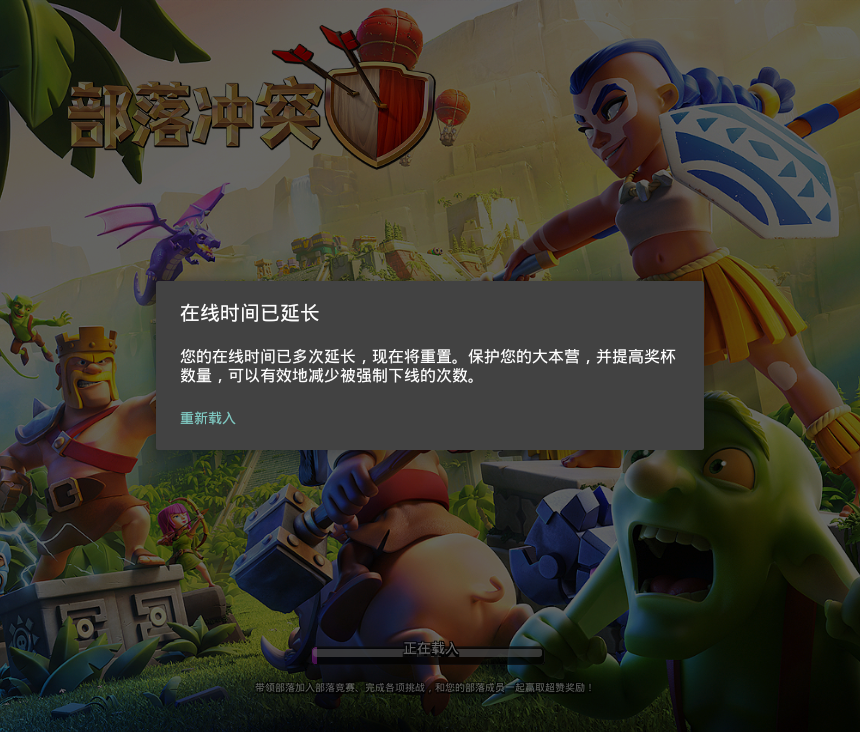 部落冲突
在线时间已延长
您的在线时间已多次延长，现在将重置。保护您的大本营，并提高奖杯
数量，可以有效地减少被强制下线的次数。
重新载入
正在载入
带领部落加入部落竞赛、完成各项挑战，和您的部落成员一起赢取超赞奖励！